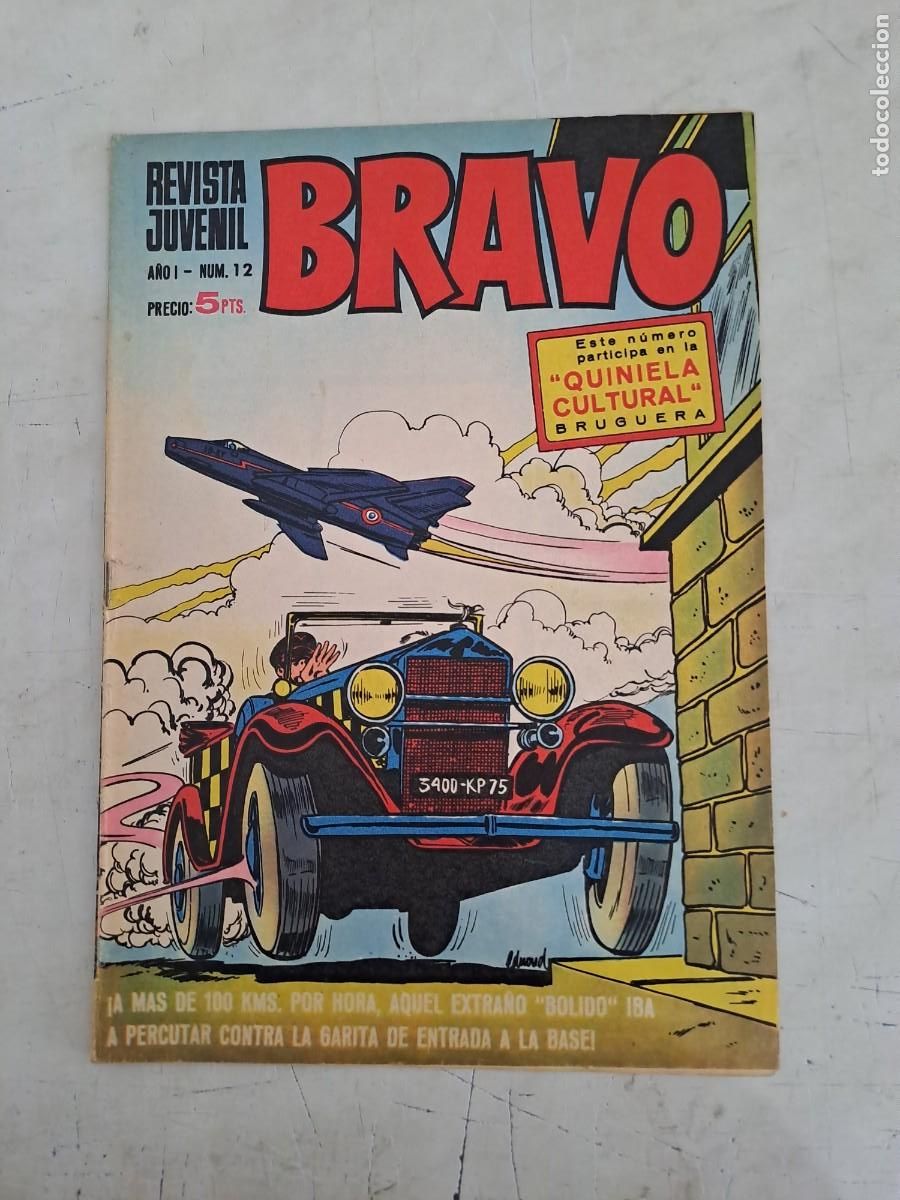 REVISTA
JUVENIL
BRAVO
AÑO I - NUM. 12
PRECIO: 5 PTS.
Este número
participa en la
"QUINIELA
CULTURAL"
BRUGUERA
3400-KP75
¡A MAS DE 100 KMS. POR HORA, AQUEL EXTRAÑO "BOLIDO" IBA
A PERCUTAR CONTRA LA GARITA DE ENTRADA A LA BASE!
todocoleccion